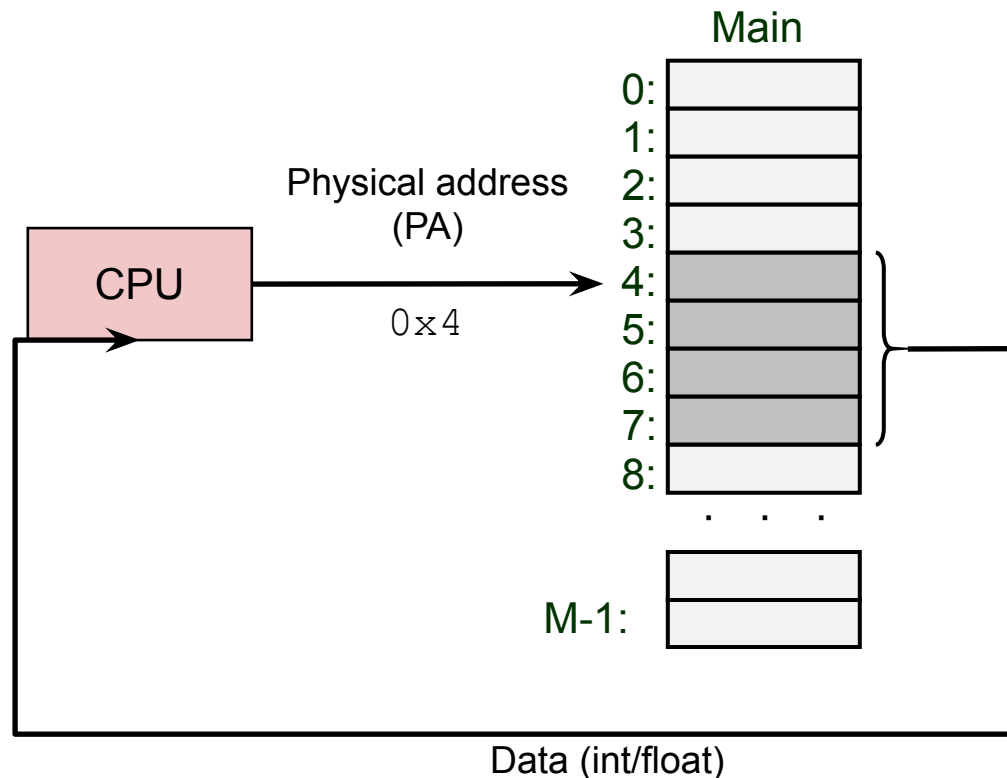 Main
0:
1:
Physical address
2:
(PA)
3:
CPU
4:
0x4
5:
6:
7:
8:
. . .
M-1:
Data (int/float)